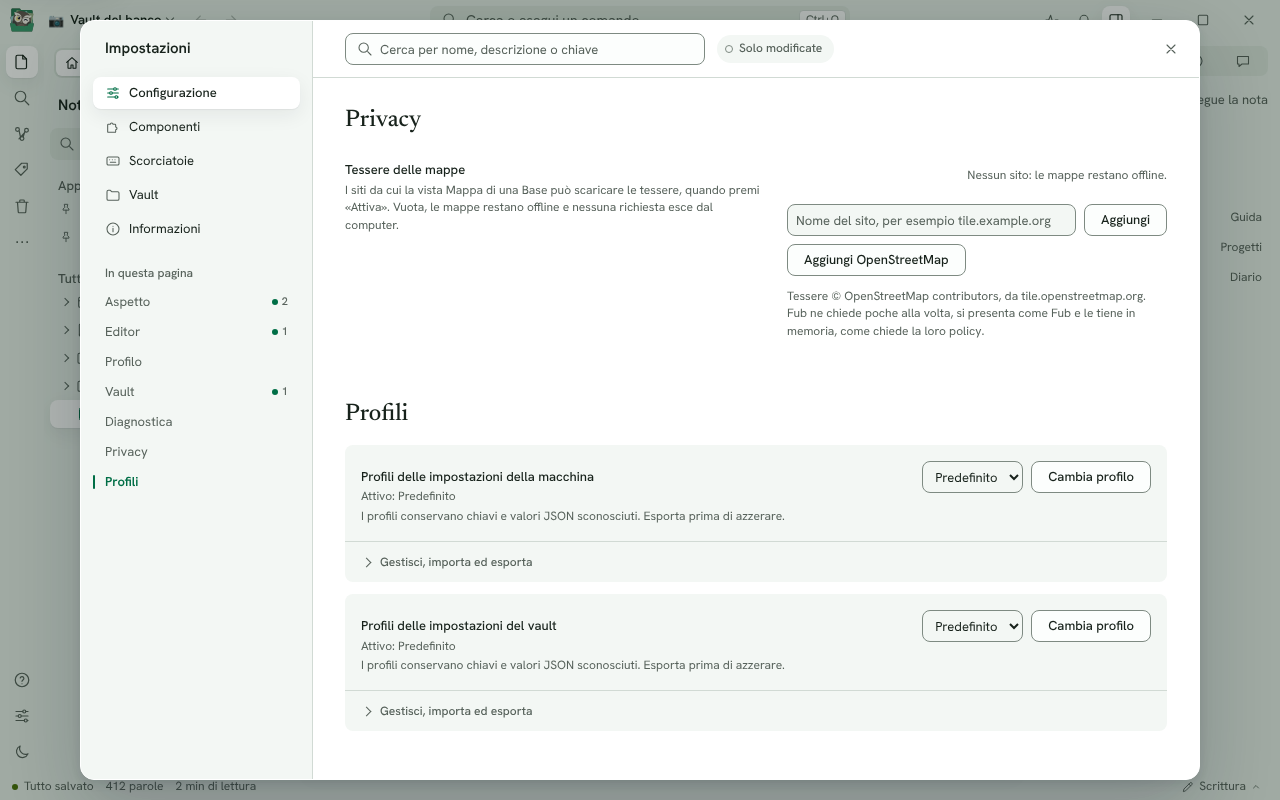 Impostazioni
Configurazione
Componenti
Scorciatoie
Vault
Informazioni
In questa pagina
Aspetto 2
Editor 1
Profilo
Vault 1
Diagnostica
Privacy
Profili
Cerca per nome, descrizione o chiave
Solo modificate
Privacy
Tessere delle mappe
I siti da cui la vista Mappa di una Base può scaricare le tessere, quando premi
«Attiva». Vuota, le mappe restano offline e nessuna richiesta esce dal
computer.
Nessun sito: le mappe restano offline.
Nome del sito, per esempio tile.example.org
Aggiungi
Aggiungi OpenStreetMap
Tessere © OpenStreetMap contributors, da tile.openstreetmap.org.
Fub ne chiede poche alla volta, si presenta come Fub e le tiene in
memoria, come chiede la loro policy.
Profili
Profili delle impostazioni della macchina
Attivo: Predefinito
I profili conservano chiavi e valori JSON sconosciuti. Esporta prima di azzerare.
Predefinito
Cambia profilo
Gestisci, importa ed esporta
Profili delle impostazioni del vault
Attivo: Predefinito
I profili conservano chiavi e valori JSON sconosciuti. Esporta prima di azzerare.
Predefinito
Cambia profilo
Gestisci, importa ed esporta
la nota
Guida
Progetti
Diario
Tutto salvato 412 parole 2 min di lettura
Scrittura